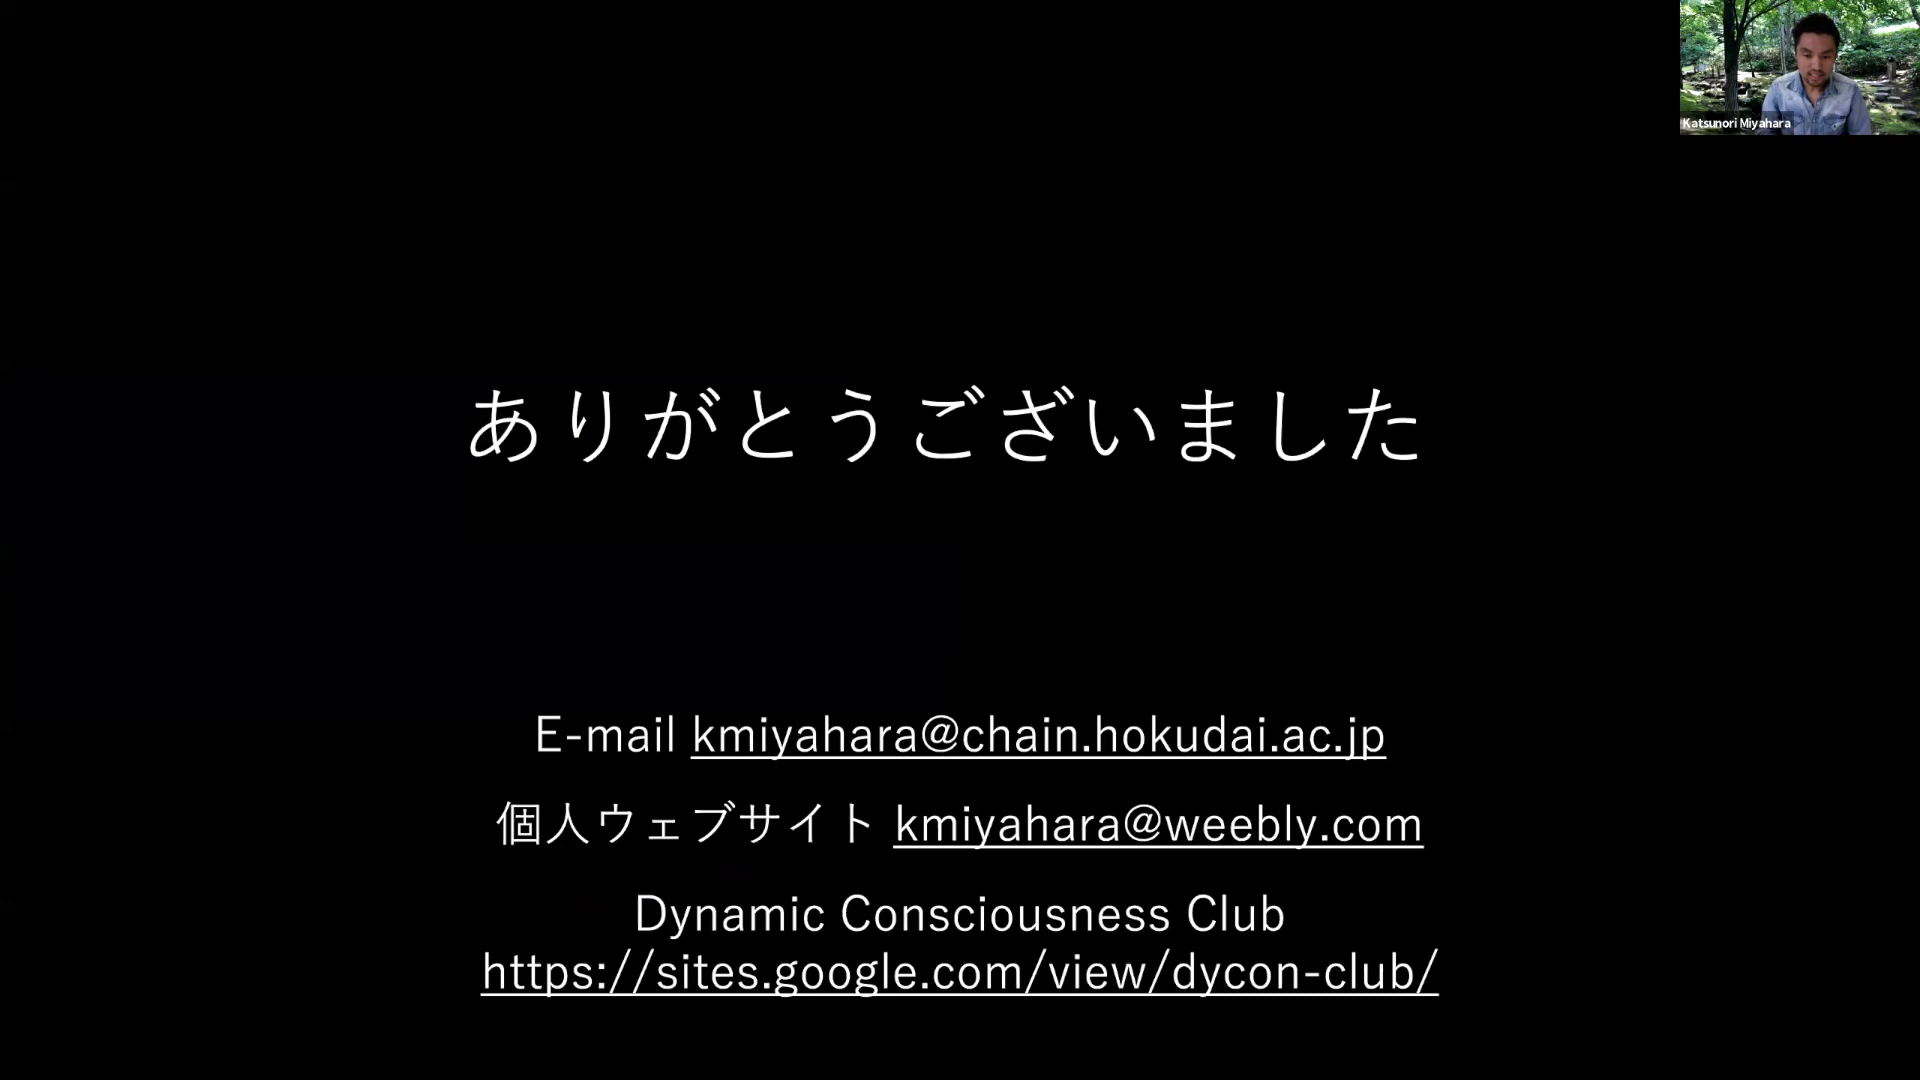 Katsunori Miyahara
ありがとうございました
E-mail kmiyahara@chain.hokudai.ac.jp
個人ウェブサイト kmiyahara@weebly.com
Dynamic Consciousness Club
https://sites.google.com/view/dycon-club/